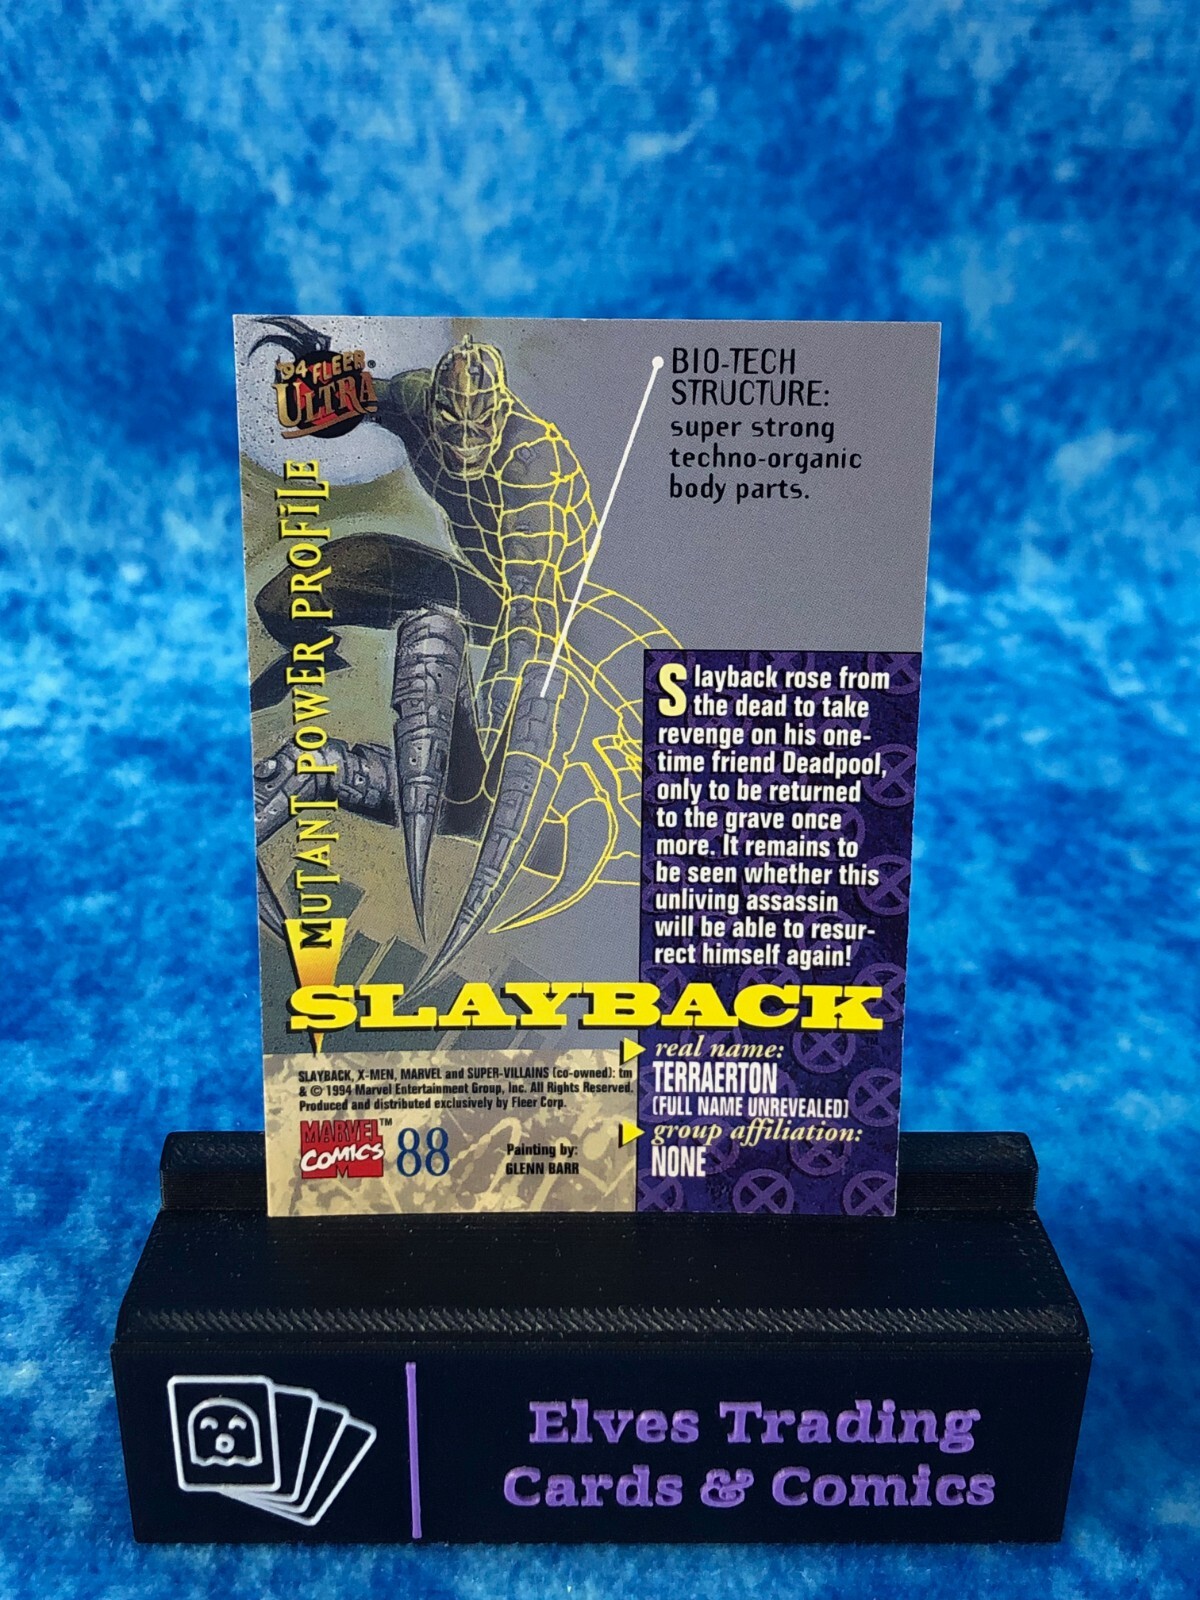 '94 FLEER
ULTRA®
MUTANT POWER PROFILE
BIO-TECH
STRUCTURE:
super strong
techno-organic
body parts.
Slayback rose from
the dead to take
revenge on his one-
time friend Deadpool,
only to be returned
to the grave once
more. It remains to
be seen whether this
unliving assassin
will be able to resur-
rect himself again!
SLAYBACK™
real name:
TERRAERTON
(FULL NAME UNREVEALED)
group affiliation:
NONE
SLAYBACK, X-MEN, MARVEL and SUPER-VILLAINS (co-owned): tm
& © 1994 Marvel Entertainment Group, Inc. All Rights Reserved.
Produced and distributed exclusively by Fleer Corp.
MARVEL™
COMICS
88
Painting by:
GLENN BARR
Elves Trading
Cards & Comics